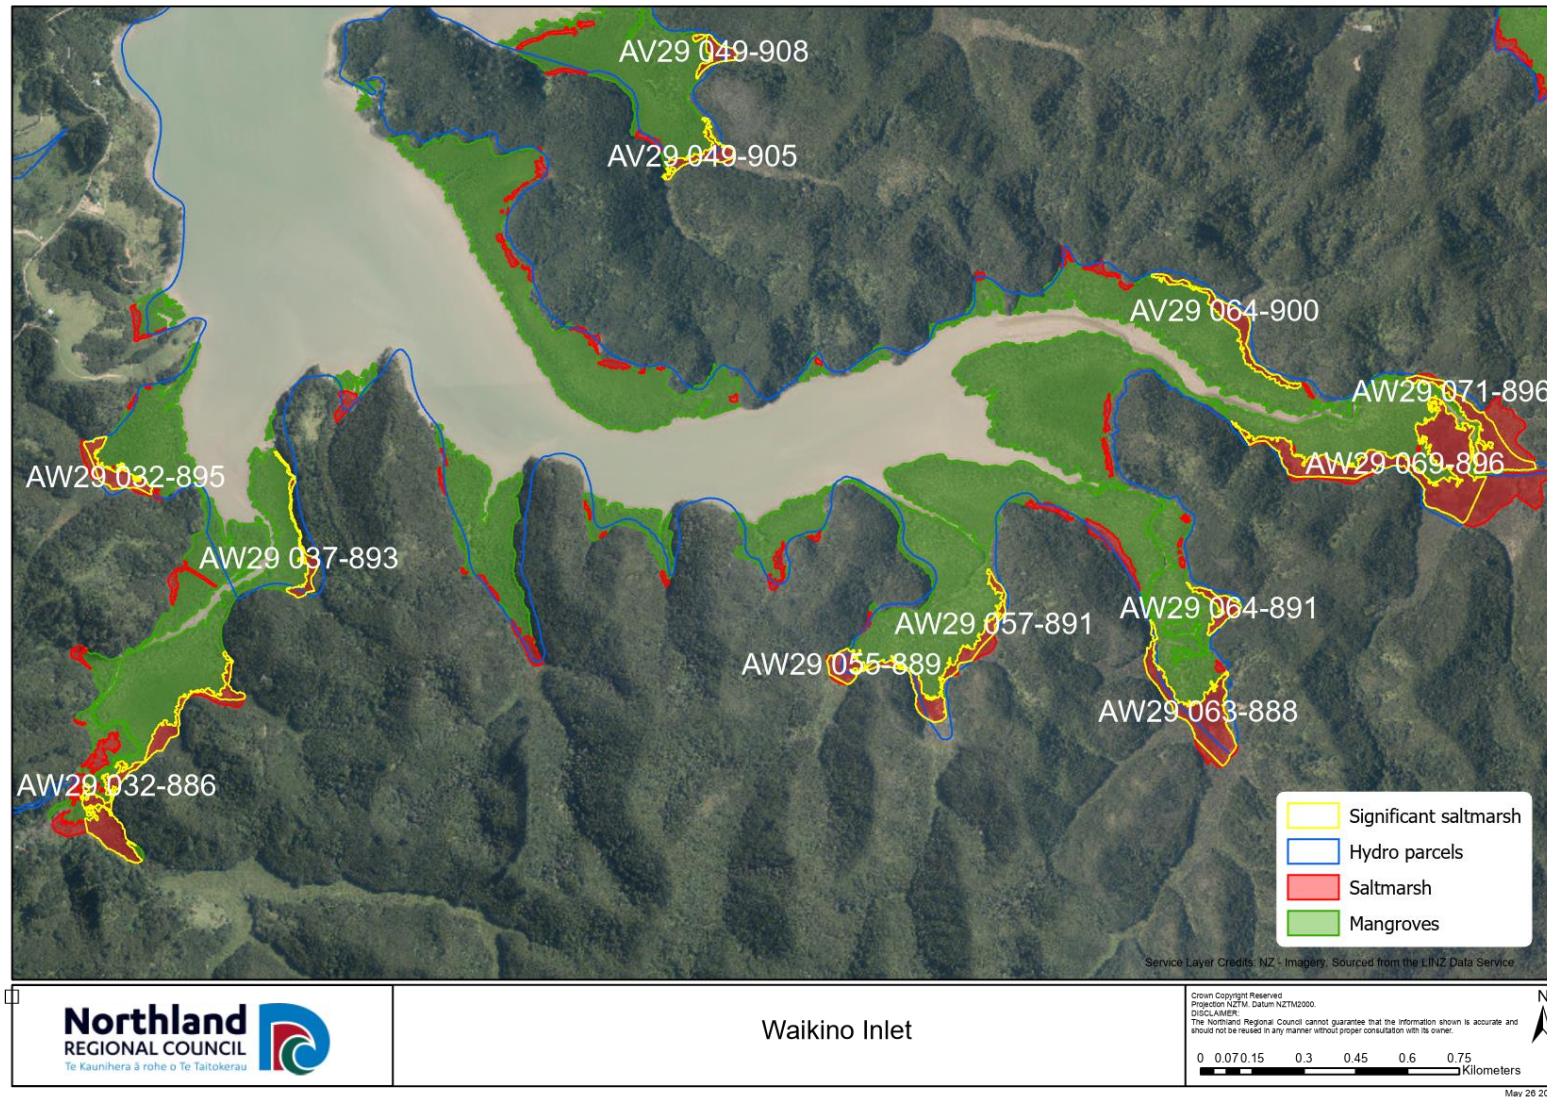 AV29 049-908
AV29 049-905
AV29 064-900
AW29 071-896
AW29 069-896
AW29 032-895
AW29 037-893
AW29 064-891
AW29 057-891
AW29 055-889
AW29 063-888
AW29 032-886
Significant saltmarsh
Hydro parcels
Saltmarsh
Mangroves
Service Layer Credits: NZ - Imagery, Sourced from the LINZ Data Service.
Northland
REGIONAL COUNCIL
Te Kaunihera ā rohe o Te Taitokerau
Waikino Inlet
Crown Copyright Reserved
Projection NZTM. Datum NZTM2000.
DISCLAIMER:
The Northland Regional Council cannot guarantee that the information shown is accurate and
should not be reused in any manner without proper consultation with its owner.
N
0 0.07 0.15 0.3 0.45 0.6 0.75
Kilometers
May 26 20